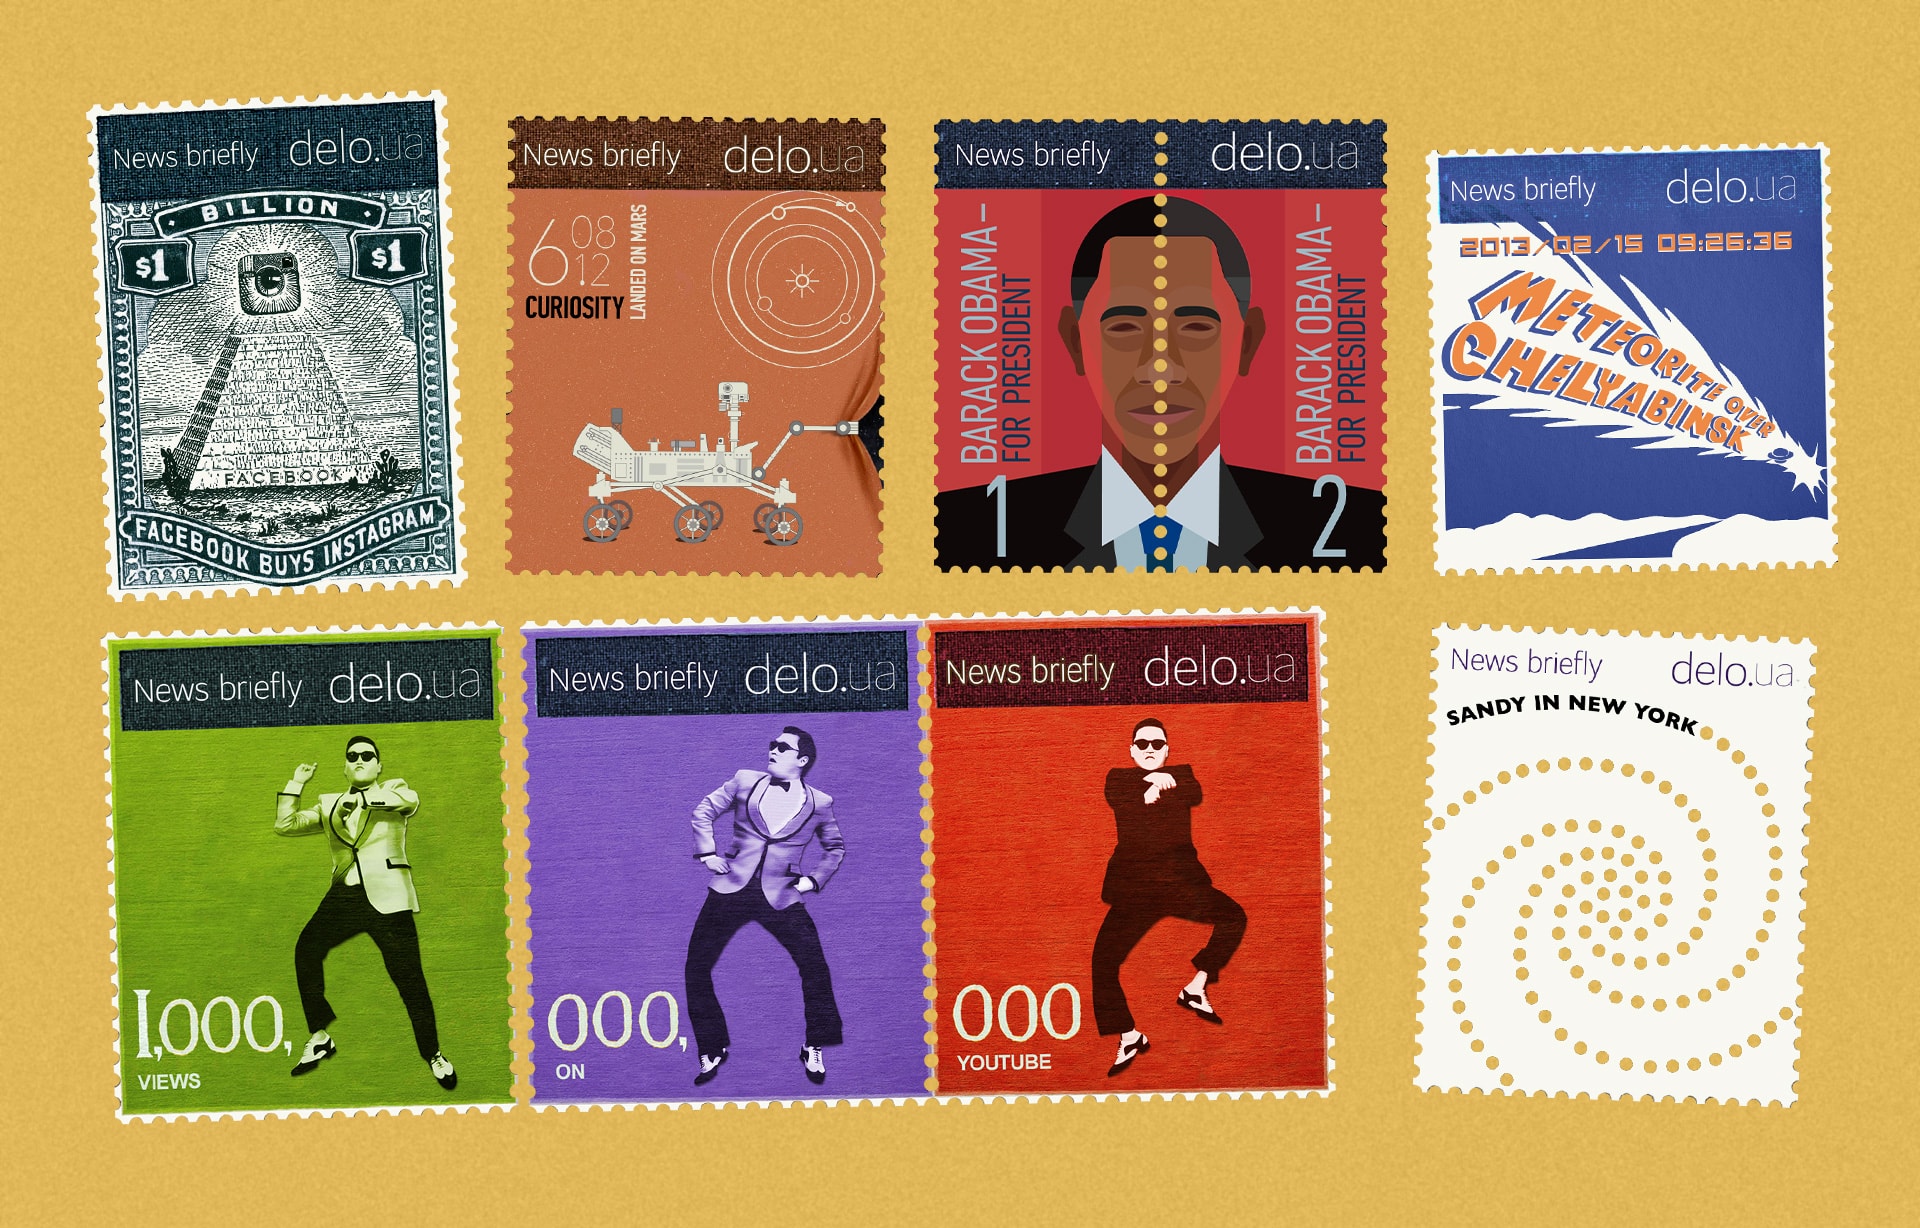 News briefly delo.ua
BILLION
$1 $1
FACEBOOK
FACEBOOK BUYS INSTAGRAM
News briefly delo.ua
6 08
.12
CURIOSITY
LANDED ON MARS
News briefly delo.ua
BARACK OBAMA–
FOR PRESIDENT
1
BARACK OBAMA–
FOR PRESIDENT
2
News briefly delo.ua
2013/02/15 09:26:36
METEORITE OVER
CHELYABINSK
News briefly delo.ua
1,000,
VIEWS
News briefly delo.ua
000,
ON
News briefly delo.ua
000
YOUTUBE
News briefly delo.ua
SANDY IN NEW YORK